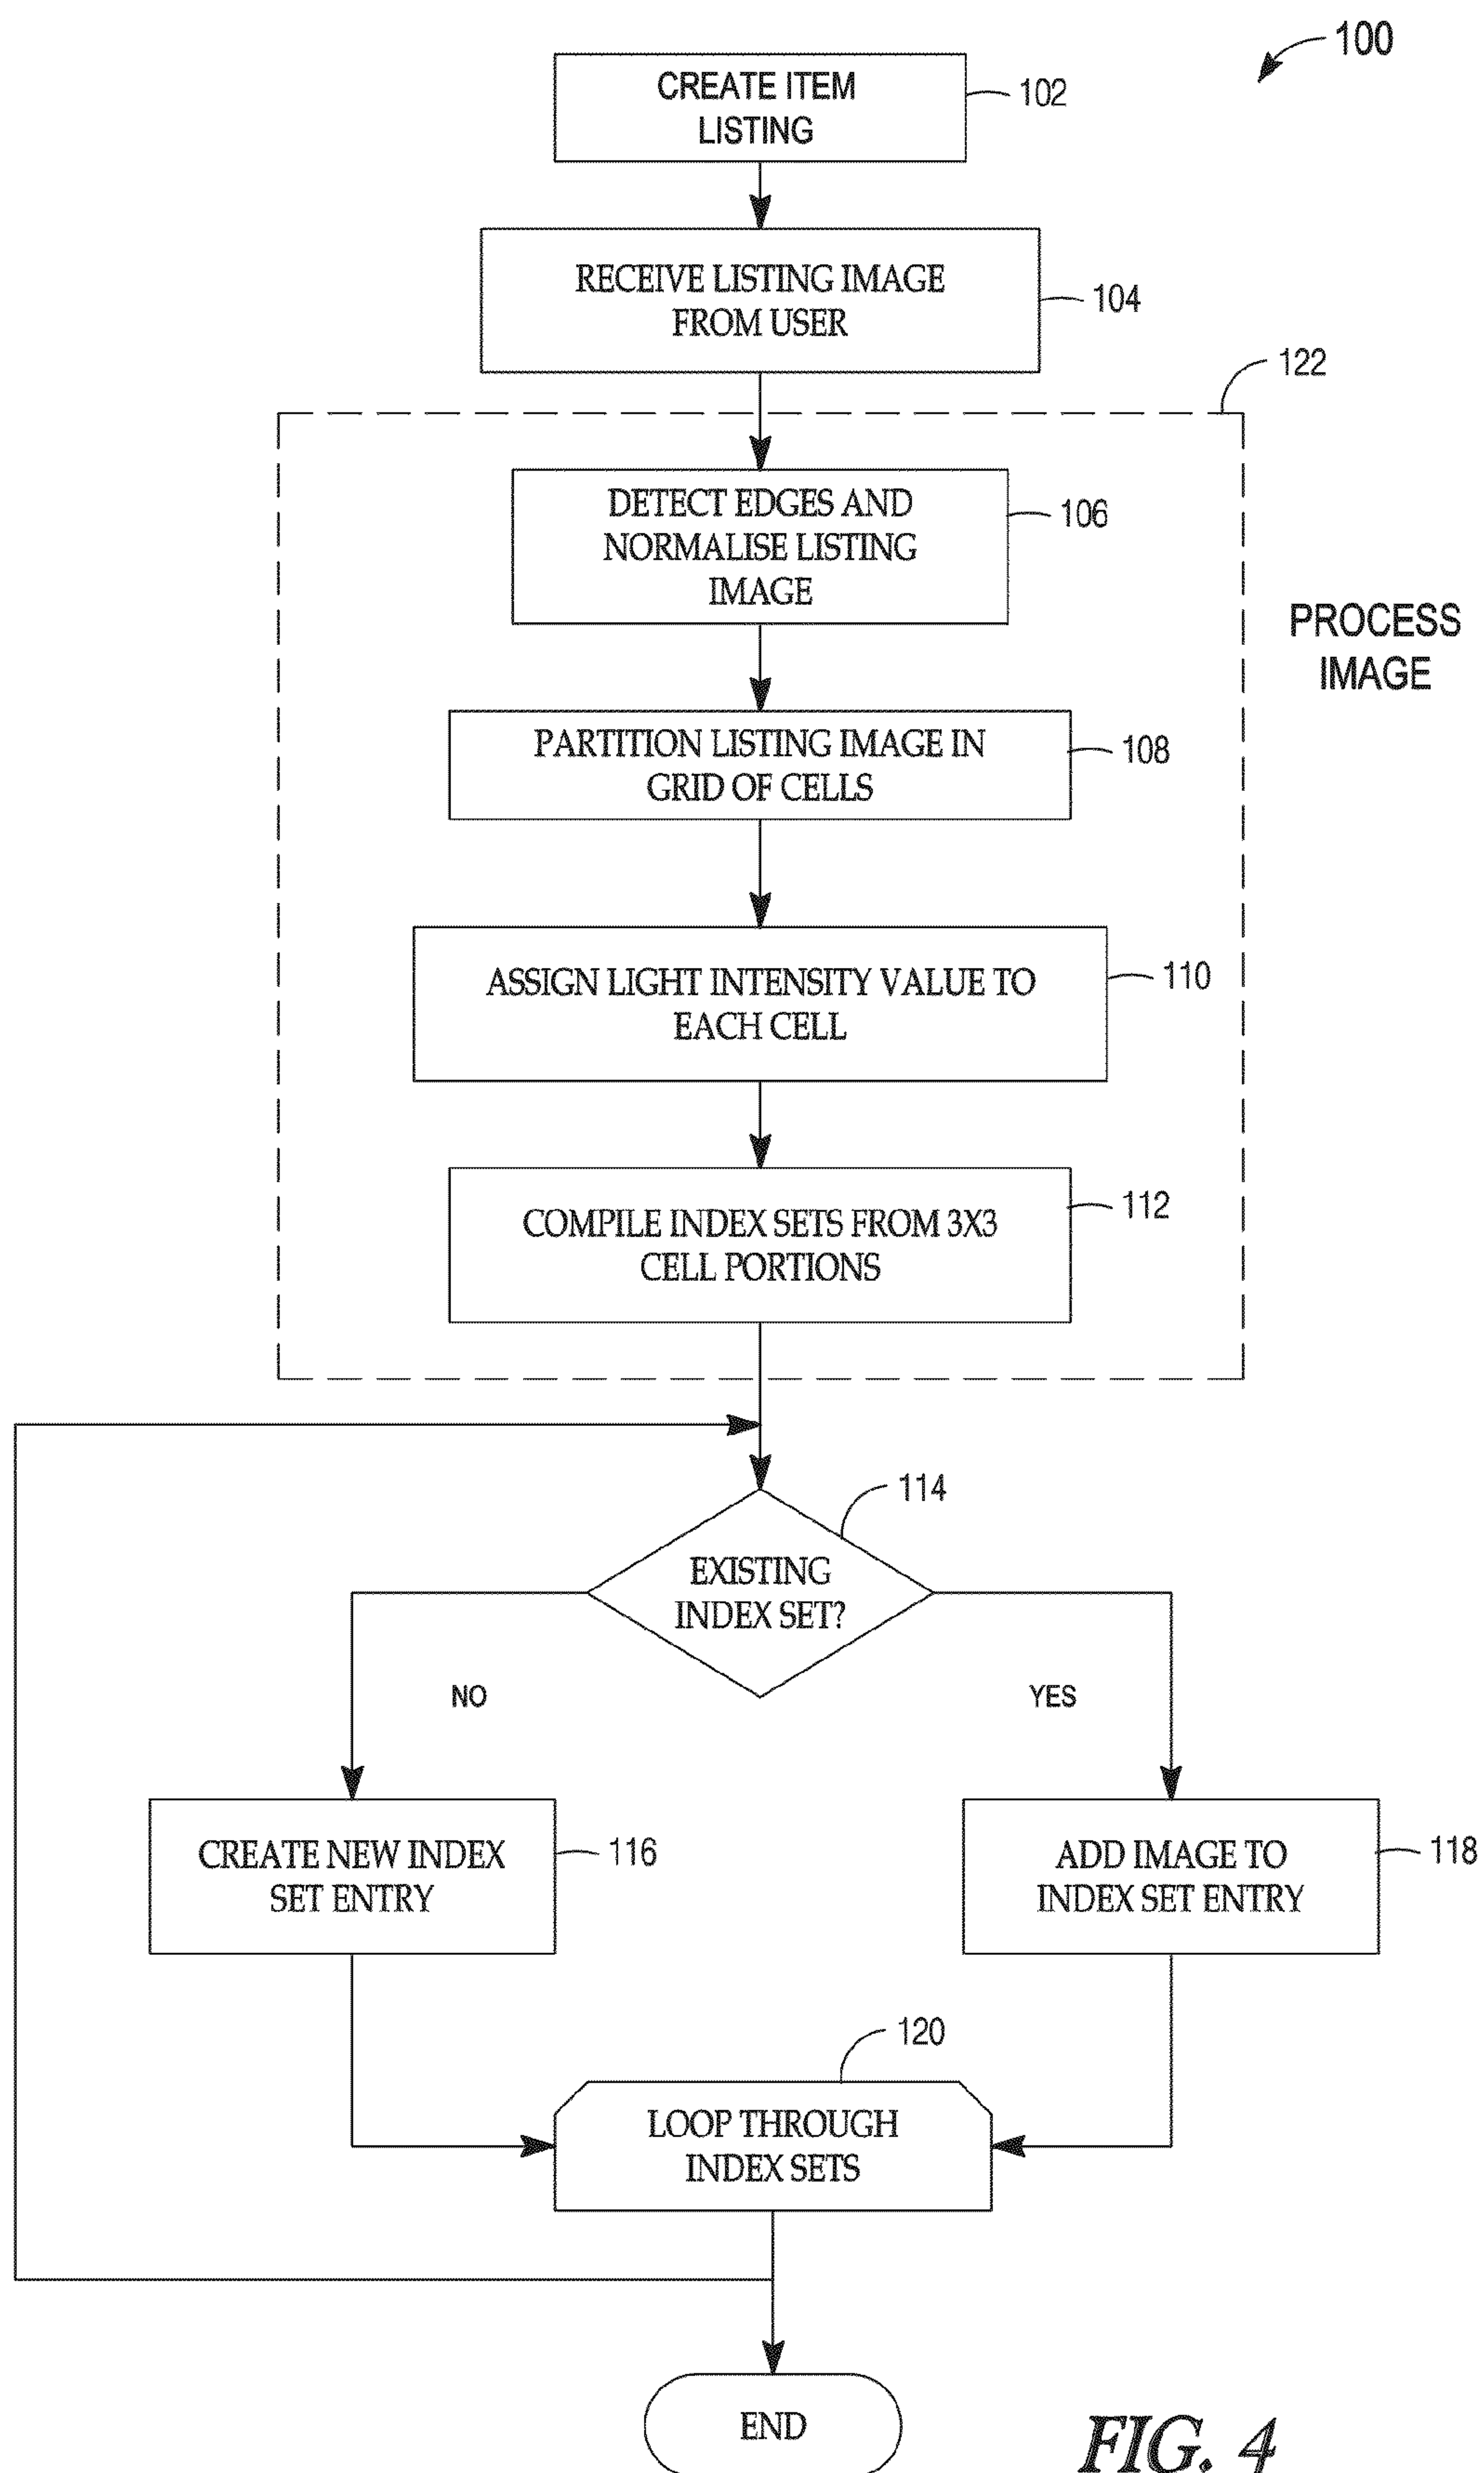 100
CREATE ITEM
LISTING
102
RECEIVE LISTING IMAGE
FROM USER
104
122
DETECT EDGES AND
NORMALISE LISTING
IMAGE
106
PROCESS
IMAGE
PARTITION LISTING IMAGE IN
GRID OF CELLS
108
ASSIGN LIGHT INTENSITY VALUE TO
EACH CELL
110
COMPILE INDEX SETS FROM 3X3
CELL PORTIONS
112
114
EXISTING
INDEX SET?
NO
YES
CREATE NEW INDEX
SET ENTRY
116
ADD IMAGE TO
INDEX SET ENTRY
118
120
LOOP THROUGH
INDEX SETS
END
FIG. 4